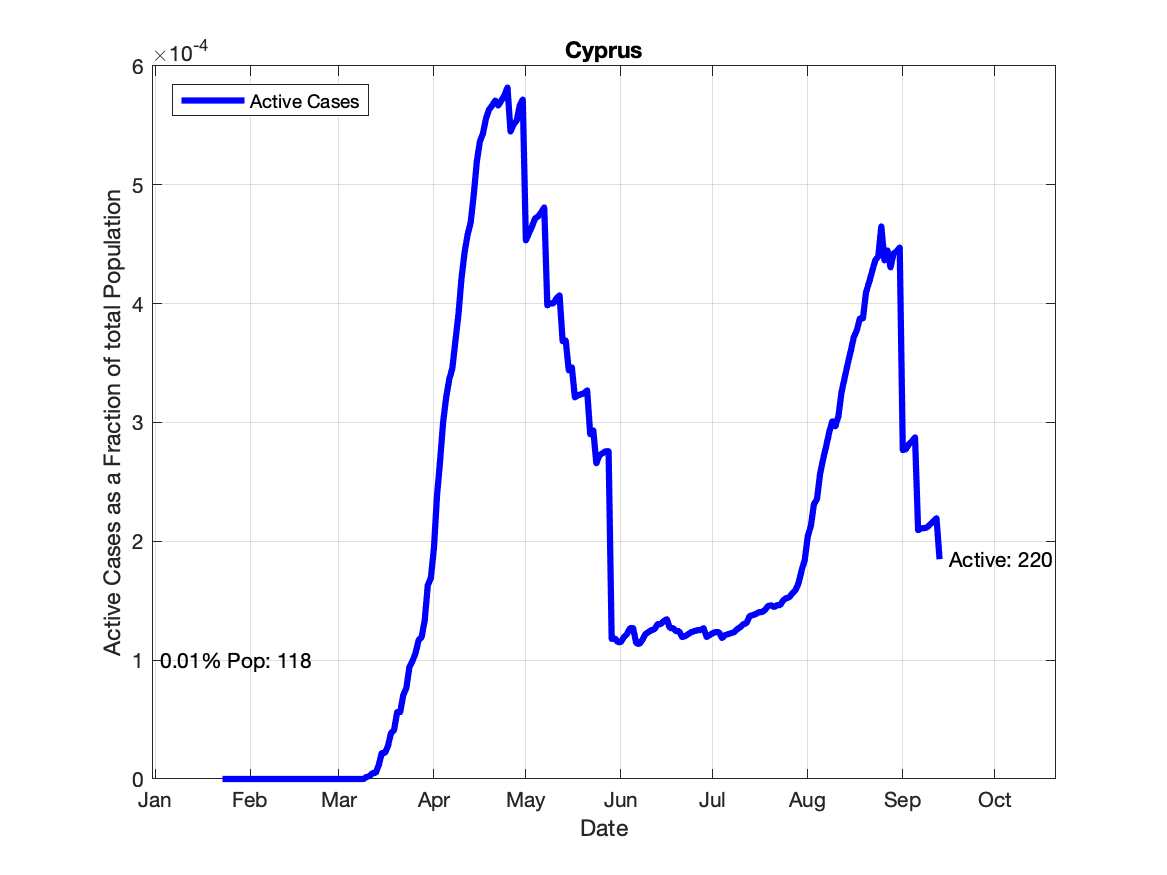 Cyprus
×10-4
Active Cases
6
5
4
3
2
1
0
Active Cases as a Fraction of total Population
0.01% Pop: 118
Active: 220
Jan Feb Mar Apr May Jun Jul Aug Sep Oct
Date